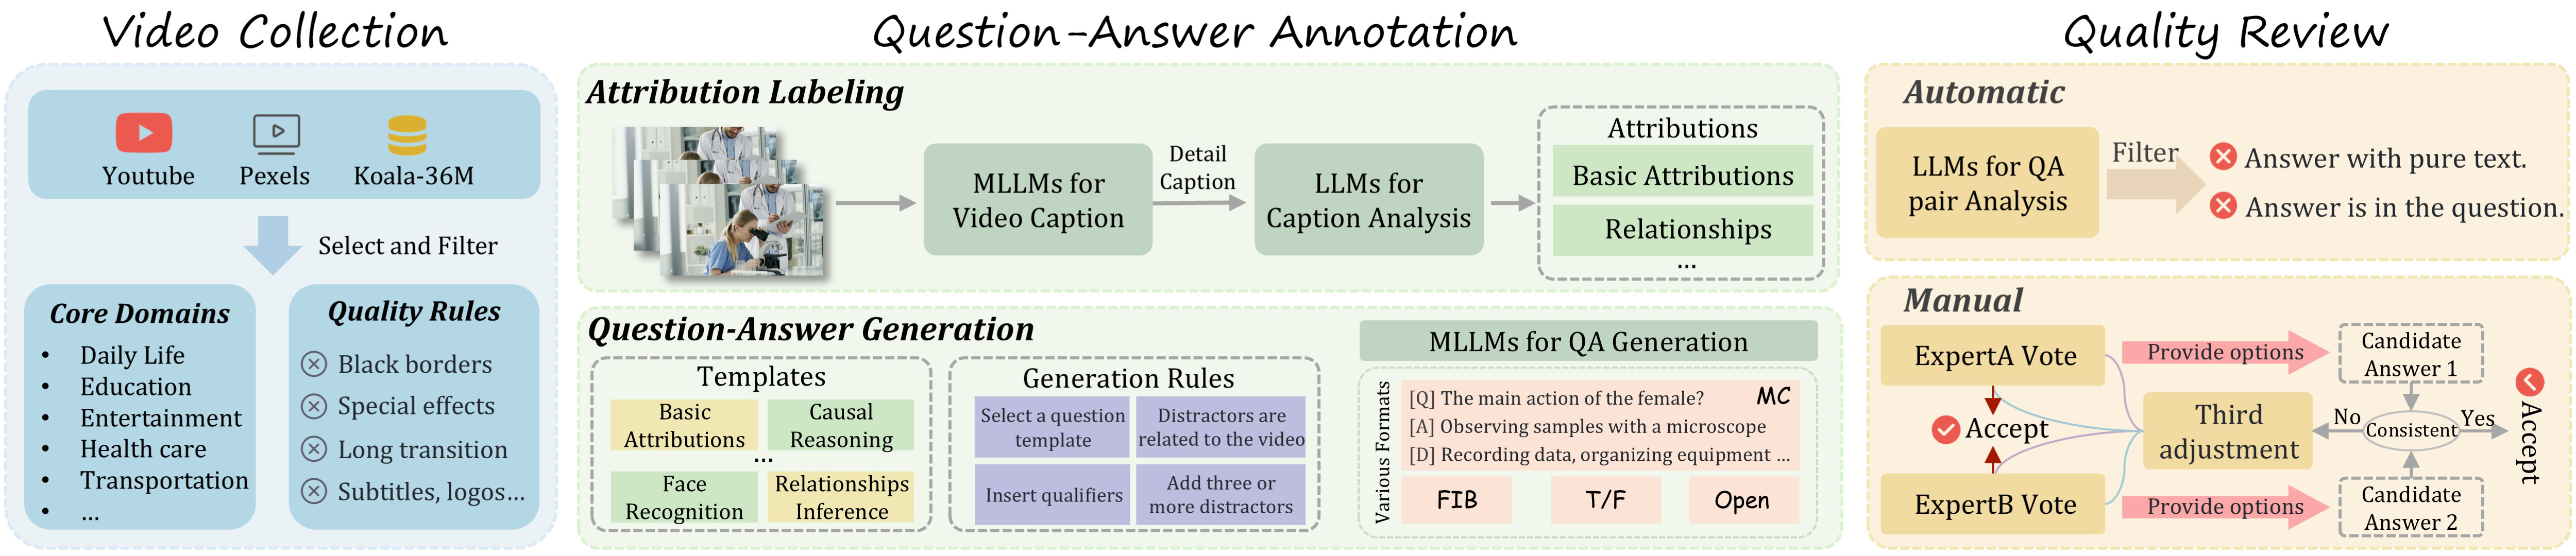 Video Collection
Youtube
Pexels
Koala-36M
Select and Filter
Core Domains
• Daily Life
• Education
• Entertainment
• Health care
• Transportation
• ...
Quality Rules
Black borders
Special effects
Long transition
Subtitles, logos...
Question-Answer Annotation
Attribution Labeling
MLLMs for
Video Caption
Detail
Caption
LLMs for
Caption Analysis
Attributions
Basic Attributions
Relationships
...
Question-Answer Generation
Templates
Basic
Attributions
Causal
Reasoning
...
Face
Recognition
Relationships
Inference
Generation Rules
Select a question
template
Distractors are
related to the video
Insert qualifiers
Add three or
more distractors
MLLMs for QA Generation
Various Formats
[Q] The main action of the female?
MC
[A] Observing samples with a microscope
[D] Recording data, organizing equipment ...
FIB
T/F
Open
Quality Review
Automatic
LLMs for QA
pair Analysis
Filter
Answer with pure text.
Answer is in the question.
Manual
ExpertA Vote
Accept
ExpertB Vote
Provide options
Provide options
Third
adjustment
Candidate
Answer 1
No
Consistent
Yes
Candidate
Answer 2
Accept